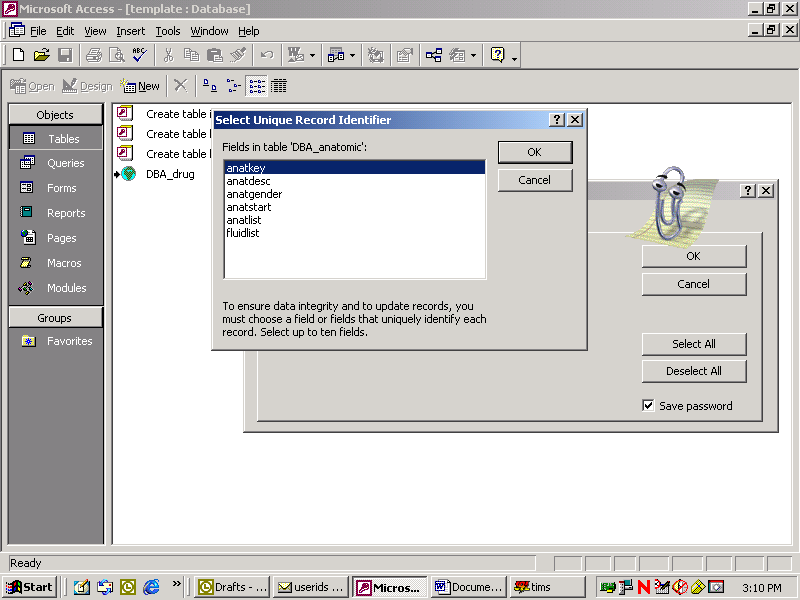 Microsoft Access - [template : Database]
File Edit View Insert Tools Window Help
Open Design New
Objects
Tables
Queries
Forms
Reports
Pages
Macros
Modules
Groups
Favorites
Create table i
Create table
Create table
DBA_drug
Select Unique Record Identifier
Fields in table 'DBA_anatomic':
anatkey
anatdesc
anatgender
anatstart
anatlist
fluidlist
To ensure data integrity and to update records, you
must choose a field or fields that uniquely identify each
record. Select up to ten fields.
OK
Cancel
OK
Cancel
Select All
Deselect All
Save password
Ready
Start
Drafts - ...
userids ...
Micros...
Docume...
tims
3:10 PM